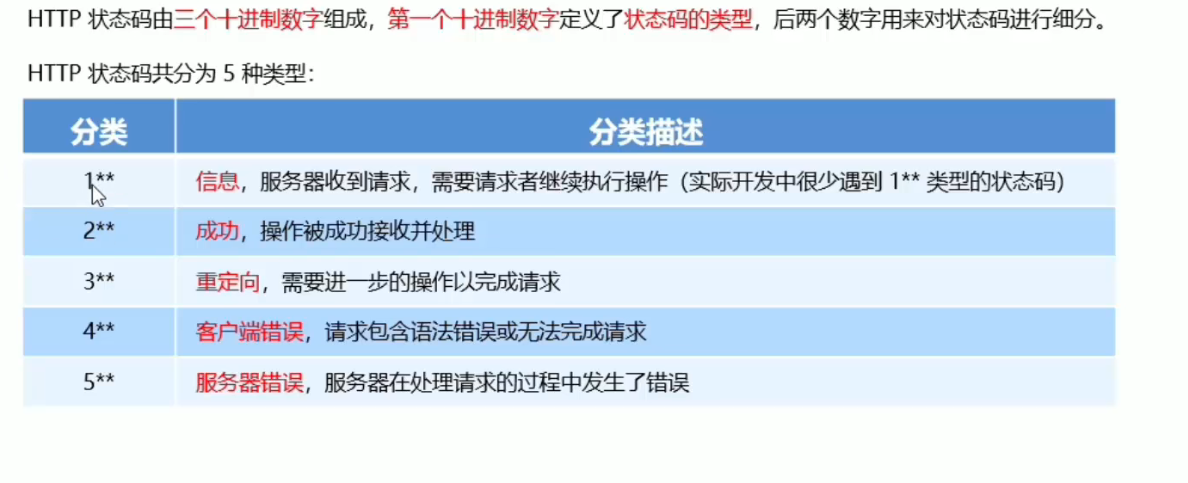 HTTP 状态码由三个十进制数字组成，第一个十进制数字定义了状态码的类型，后两个数字用来对状态码进行细分。
HTTP 状态码共分为 5 种类型：
分类 分类描述
1** 信息，服务器收到请求，需要请求者继续执行操作（实际开发中很少遇到 1** 类型的状态码）
2** 成功，操作被成功接收并处理
3** 重定向，需要进一步的操作以完成请求
4** 客户端错误，请求包含语法错误或无法完成请求
5** 服务器错误，服务器在处理请求的过程中发生了错误